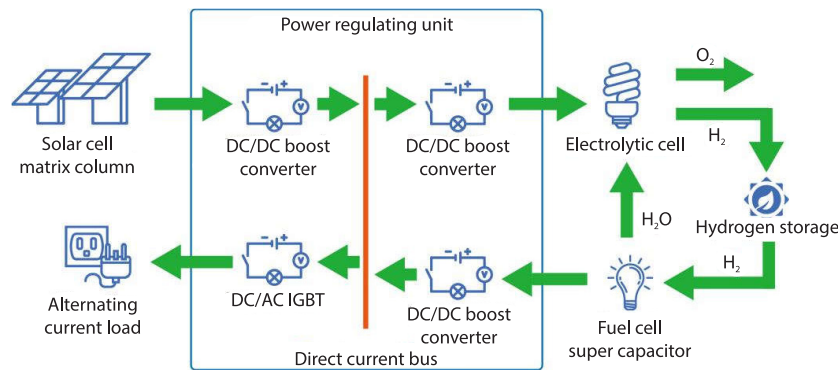 Power regulating unit
O₂
Solar cell
matrix column
DC/DC boost
converter
DC/DC boost
converter
Electrolytic cell
H₂
H₂O
Hydrogen storage
H₂
Alternating
current load
DC/AC IGBT
DC/DC boost
converter
Fuel cell
super capacitor
Direct current bus